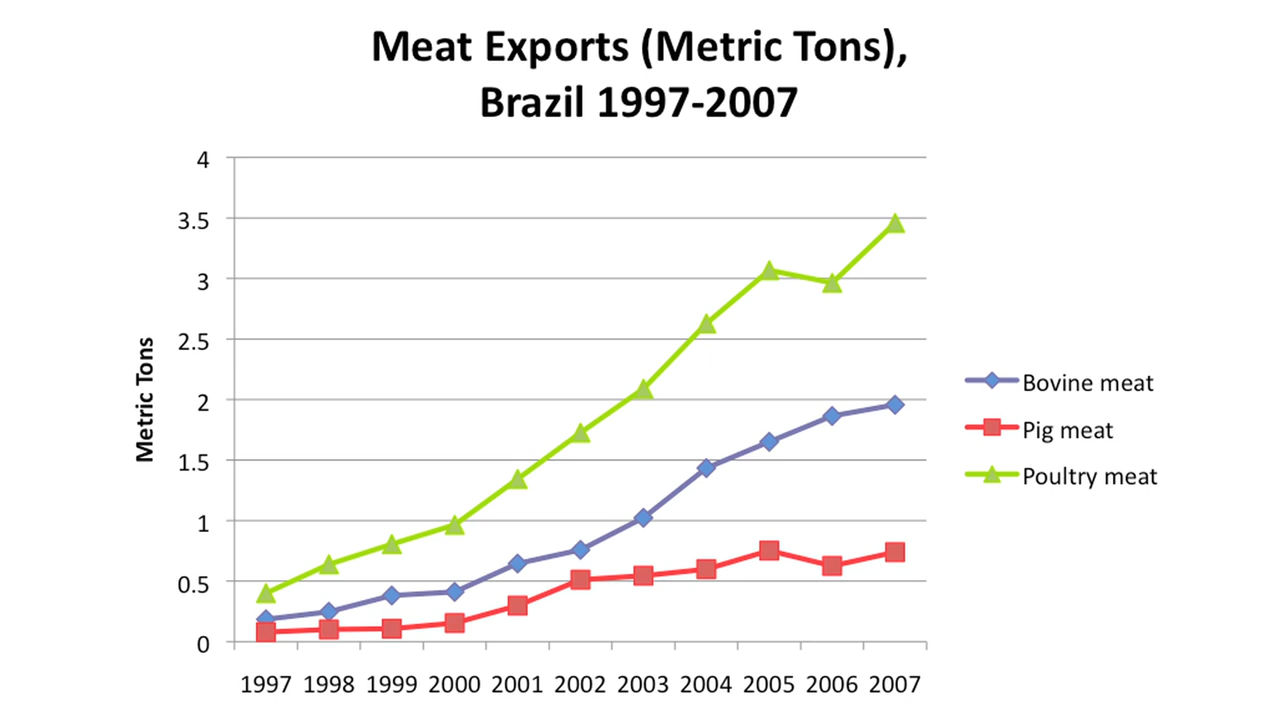 Meat Exports (Metric Tons),
Brazil 1997-2007
4
3.5
3
2.5
2
1.5
1
0.5
0
Metric Tons
1997 1998 1999 2000 2001 2002 2003 2004 2005 2006 2007
Bovine meat
Pig meat
Poultry meat